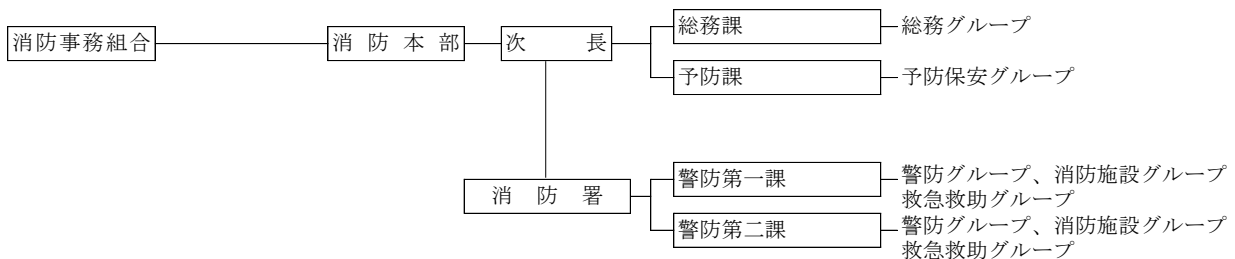 総務課
総務グループ
消防事務組合
消防本部
次長
予防課
予防保安グループ
警防第一課
警防グループ、消防施設グループ
救急救助グループ
消防署
警防第二課
警防グループ、消防施設グループ
救急救助グループ